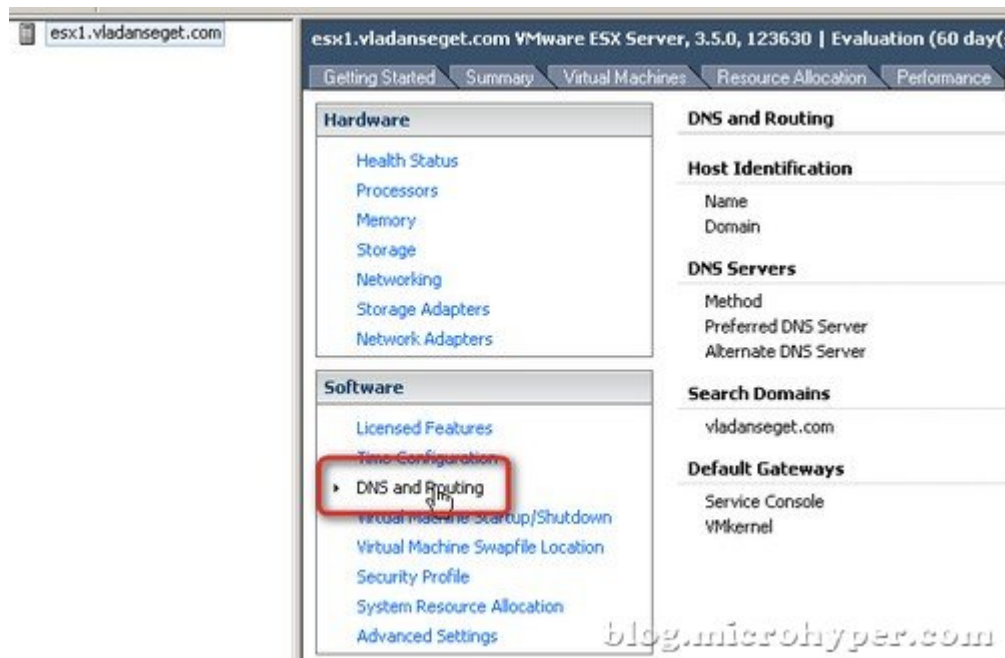 esx1.vladanseget.com
esx1.vladanseget.com VMware ESX Server, 3.5.0, 123630 | Evaluation (60 day(
Getting Started Summary Virtual Machines Resource Allocation Performance
Hardware
Health Status
Processors
Memory
Storage
Networking
Storage Adapters
Network Adapters
Software
Licensed Features
Time Configuration
DNS and Routing
Virtual Machine Startup/Shutdown
Virtual Machine Swapfile Location
Security Profile
System Resource Allocation
Advanced Settings
DNS and Routing
Host Identification
Name
Domain
DNS Servers
Method
Preferred DNS Server
Alternate DNS Server
Search Domains
vladanseget.com
Default Gateways
Service Console
VMkernel
blog.microhyper.com